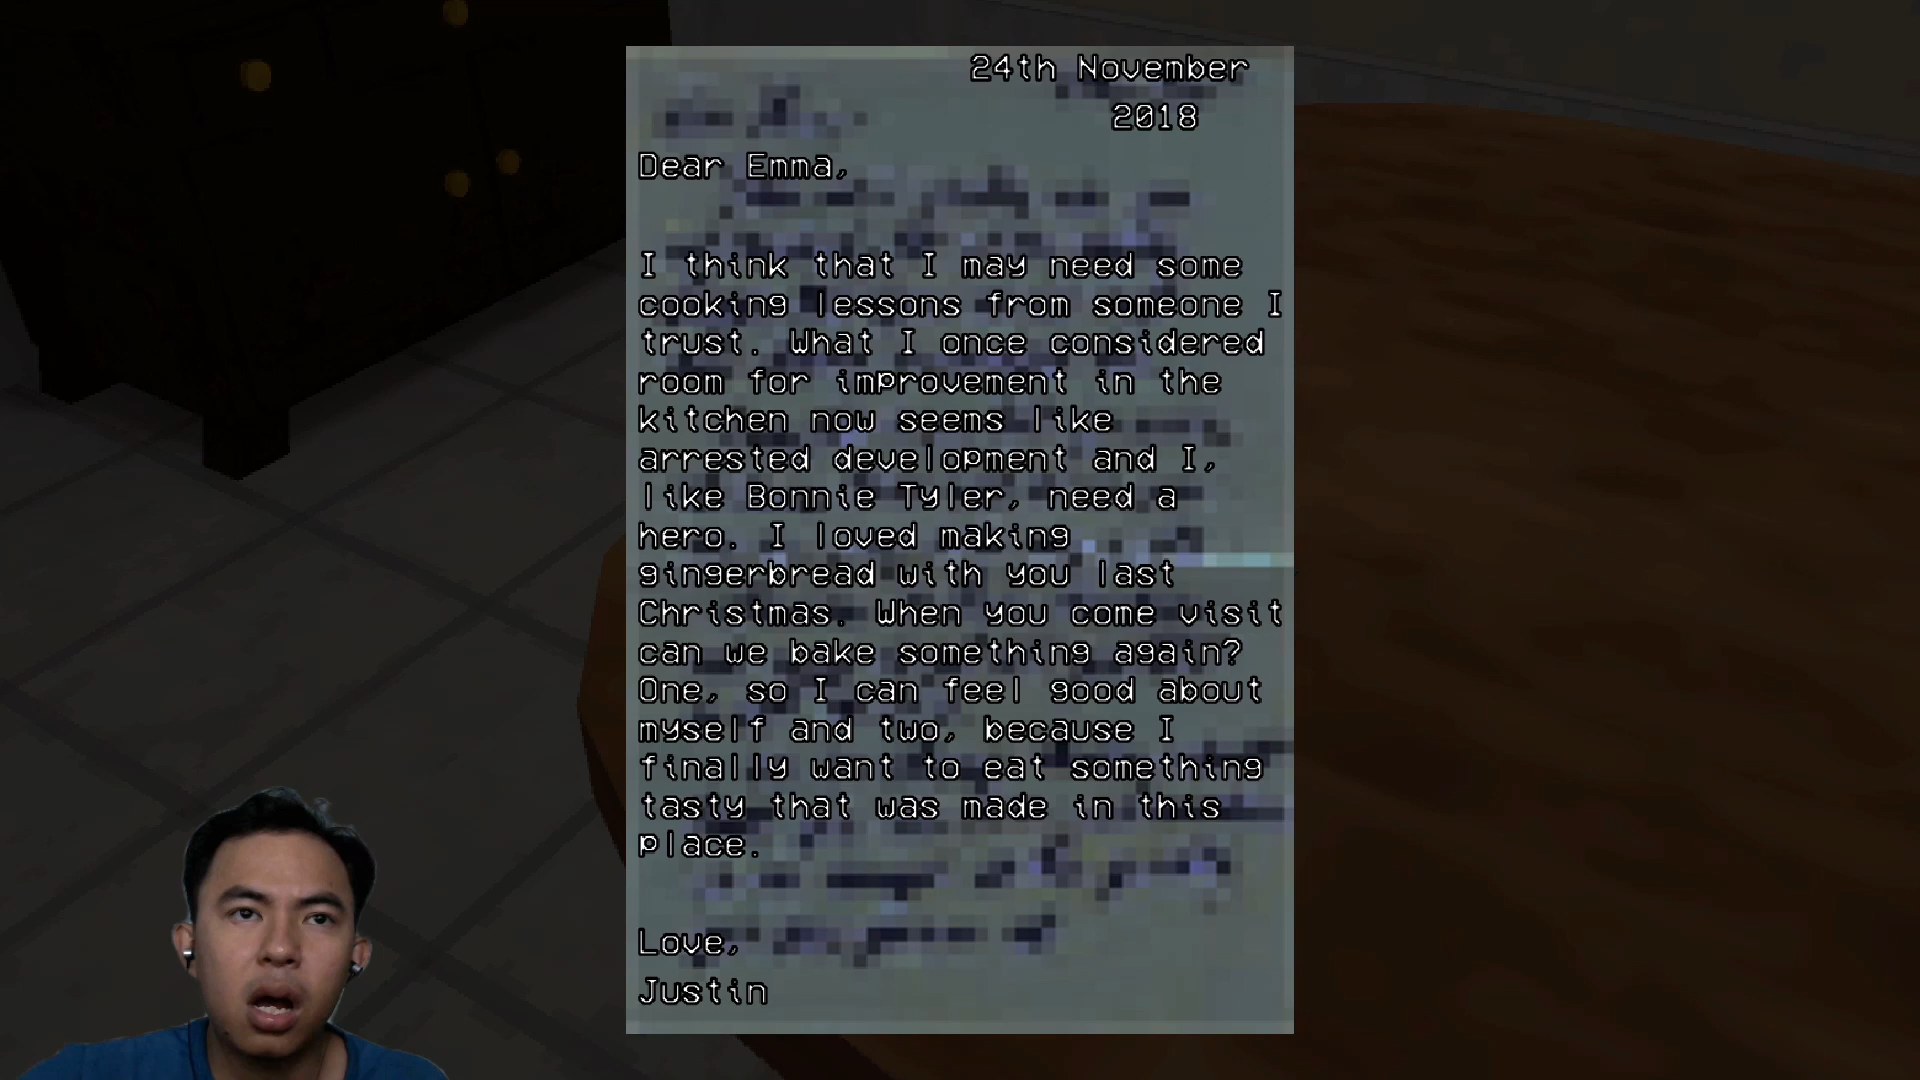 24th November
2018
Dear Emma,
I think that I may need some
cooking lessons from someone I
trust. What I once considered
room for improvement in the
kitchen now seems like
arrested development and I,
like Bonnie Tyler, need a
hero. I loved making
gingerbread with you last
Christmas. When you come visit
can we bake something again?
One, so I can feel good about
myself and two, because I
finally want to eat something
tasty that was made in this
place.
Love,
Justin